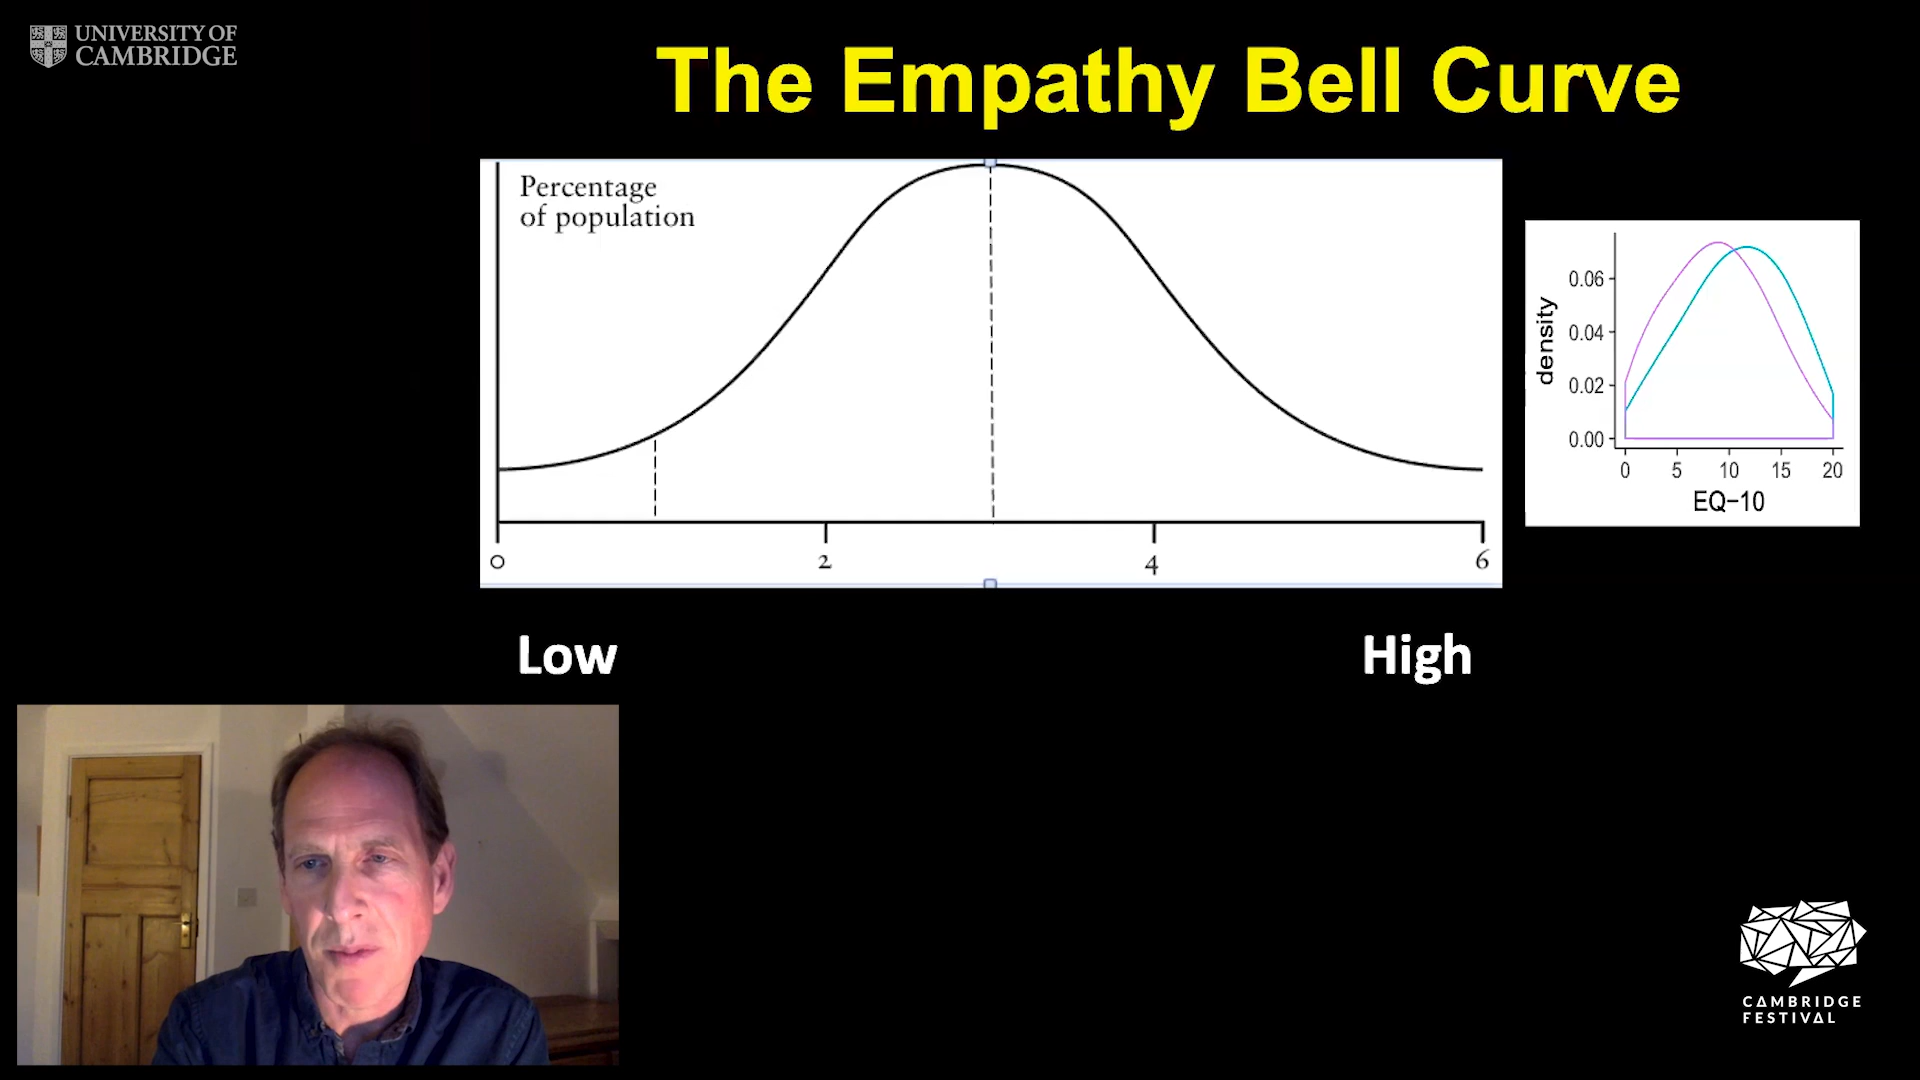 UNIVERSITY OF
CAMBRIDGE
The Empathy Bell Curve
Percentage
of population
0 2 4 6
density
0.06
0.04
0.02
0.00
0 5 10 15 20
EQ-10
Low High
CAMBRIDGE
FESTIVAL